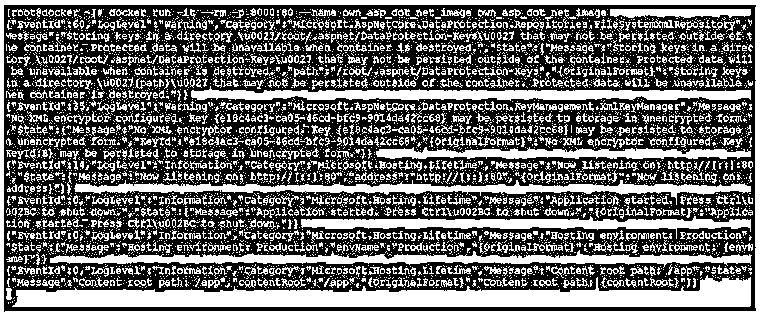 [root@docker ~]# docker run -it --rm -p 8000:80 --name own_asp_dot_net_image own_asp_dot_net_image
{"EventId":60,"LogLevel":"Warning","Category":"Microsoft.AspNetCore.DataProtection.Repositories.FileSystemXmlRepository","
Message":"Storing keys in a directory \u0027/root/.aspnet/DataProtection-Keys\u0027 that may not be persisted outside of t
he container. Protected data will be unavailable when container is destroyed.","State":{"Message":"Storing keys in a direc
tory \u0027/root/.aspnet/DataProtection-Keys\u0027 that may not be persisted outside of the container. Protected data will
 be unavailable when container is destroyed.","path":"/root/.aspnet/DataProtection-Keys","{OriginalFormat}":"Storing keys
in a directory \u0027{path}\u0027 that may not be persisted outside of the container. Protected data will be unavailable w
hen container is destroyed."}}
{"EventId":35,"LogLevel":"Warning","Category":"Microsoft.AspNetCore.DataProtection.KeyManagement.XmlKeyManager","Message":
"No XML encryptor configured. Key {e18c4ac3-ca05-46cd-bfc9-9014da42cc68} may be persisted to storage in unencrypted form."
,"State":{"Message":"No XML encryptor configured. Key {e18c4ac3-ca05-46cd-bfc9-9014da42cc68} may be persisted to storage i
n unencrypted form.","KeyId":"e18c4ac3-ca05-46cd-bfc9-9014da42cc68","{OriginalFormat}":"No XML encryptor configured. Key
{KeyId:B} may be persisted to storage in unencrypted form."}}
{"EventId":14,"LogLevel":"Information","Category":"Microsoft.Hosting.Lifetime","Message":"Now listening on: http://[::]:80
","State":{"Message":"Now listening on: http://[::]:80","address":"http://[::]:80","{OriginalFormat}":"Now listening on: {
address}"}}
{"EventId":0,"LogLevel":"Information","Category":"Microsoft.Hosting.Lifetime","Message":"Application started. Press Ctrl\u
002BC to shut down.","State":{"Message":"Application started. Press Ctrl\u002BC to shut down.","{OriginalFormat}":"Applica
tion started. Press Ctrl\u002BC to shut down."}}
{"EventId":0,"LogLevel":"Information","Category":"Microsoft.Hosting.Lifetime","Message":"Hosting environment: Production",
"State":{"Message":"Hosting environment: Production","envName":"Production","{OriginalFormat}":"Hosting environment: {envN
ame}"}}
{"EventId":0,"LogLevel":"Information","Category":"Microsoft.Hosting.Lifetime","Message":"Content root path: /app","State":
{"Message":"Content root path: /app","contentRoot":"/app","{OriginalFormat}":"Content root path: {contentRoot}"}}